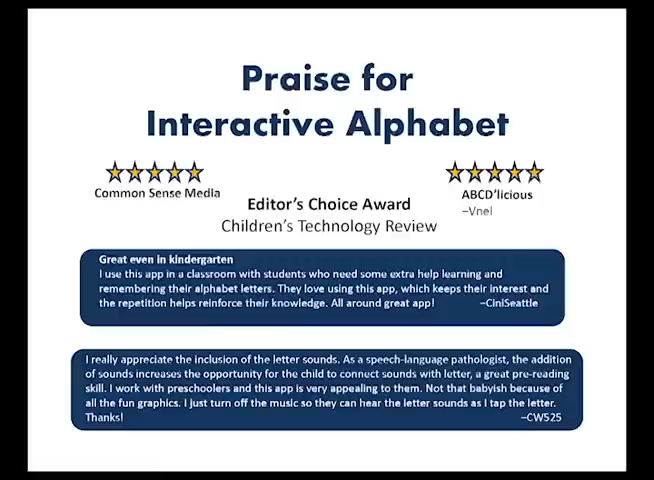 Praise for
Interactive Alphabet
Common Sense Media
ABCD'licious
–Vnel
Editor's Choice Award
Children's Technology Review
Great even in kindergarten
I use this app in a classroom with students who need some extra help learning and
remembering their alphabet letters. They love using this app, which keeps their interest and
the repetition helps reinforce their knowledge. All around great app! –CiniSeattle
I really appreciate the inclusion of the letter sounds. As a speech-language pathologist, the addition
of sounds increases the opportunity for the child to connect sounds with letter, a great pre-reading
skill. I work with preschoolers and this app is very appealing to them. Not that babyish because of
all the fun graphics. I just turn off the music so they can hear the letter sounds as I tap the letter.
Thanks! –CW525